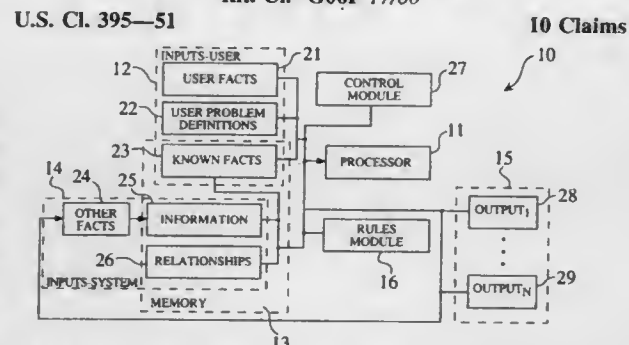 U.S. Cl. 395—51
10 Claims
INPUTS-USER
21
12
USER FACTS
27
10
CONTROL MODULE
22
USER PROBLEM DEFINITIONS
11
23
KNOWN FACTS
PROCESSOR
14
24
25
15
OTHER FACTS
INFORMATION
OUTPUT1
28
RULES MODULE
26
RELATIONSHIPS
16
OUTPUTN
29
INPUTS SYSTEM
MEMORY
13